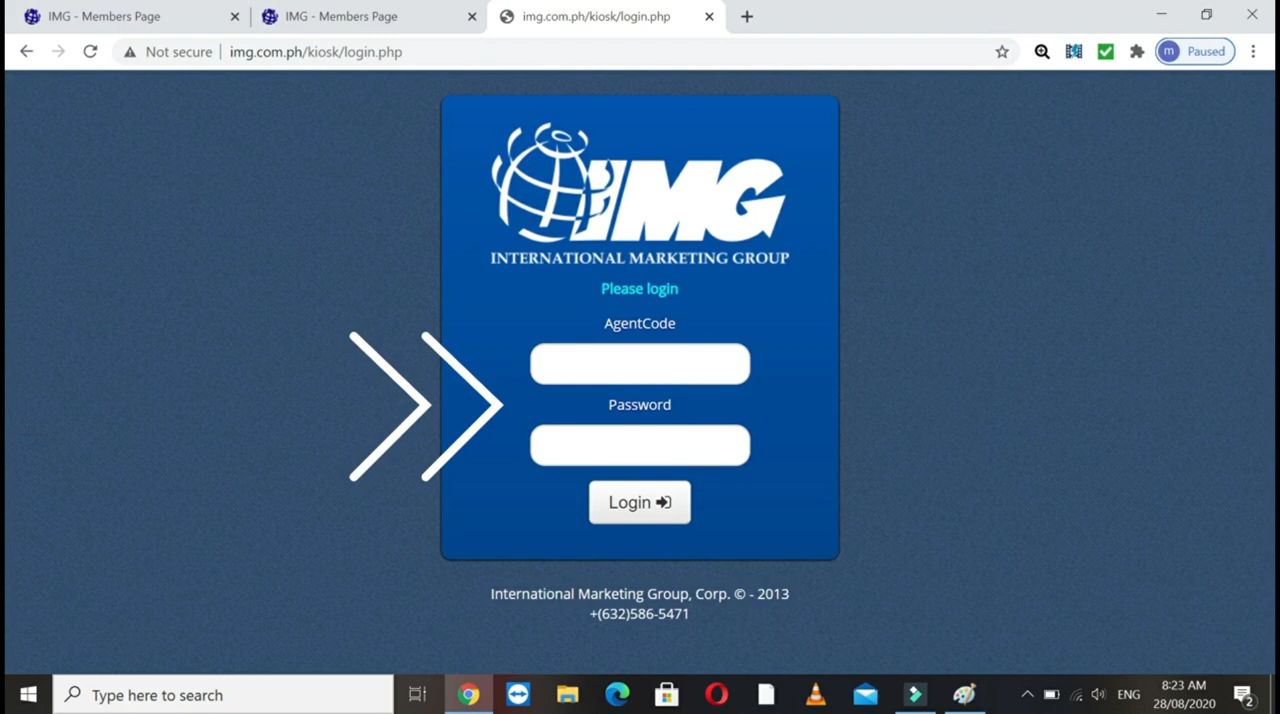 IMG - Members Page
IMG - Members Page
img.com.ph/kiosk/login.php
Not secure
img.com.ph/kiosk/login.php
m
Paused
IMG
INTERNATIONAL MARKETING GROUP
Please login
AgentCode
Password
Login
International Marketing Group, Corp. © - 2013
+(632)586-5471
Type here to search
ENG
8:23 AM
28/08/2020
2